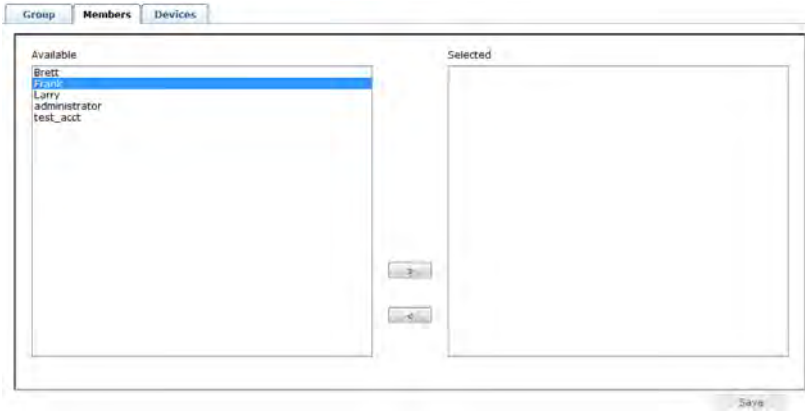 Group Members Devices
Available Selected
Brett
Frank
Larry
administrator
test_acct
>
<
Save